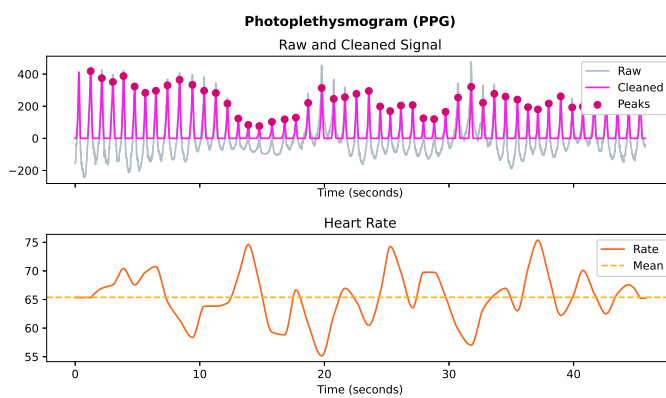 Photoplethysmogram (PPG)
Raw and Cleaned Signal
400
200
0
−200
Raw
Cleaned
Peaks
Time (seconds)
Heart Rate
75
70
65
60
55
Rate
Mean
0
10
20
30
40
Time (seconds)